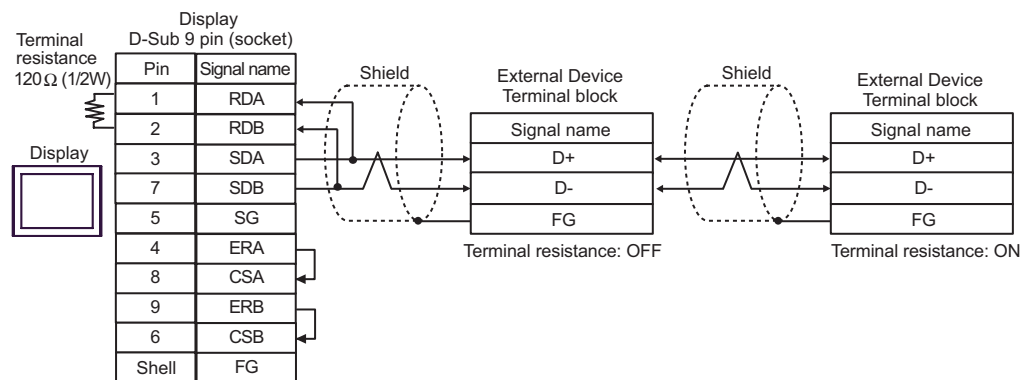 Display
D-Sub 9 pin (socket)
Terminal
resistance
120Ω (1/2W)
Pin Signal name
1 RDA
2 RDB
3 SDA
7 SDB
5 SG
4 ERA
8 CSA
9 ERB
6 CSB
Shell FG
Display
Shield
External Device
Terminal block
Signal name
D+
D-
FG
Terminal resistance: OFF
Shield
External Device
Terminal block
Signal name
D+
D-
FG
Terminal resistance: ON